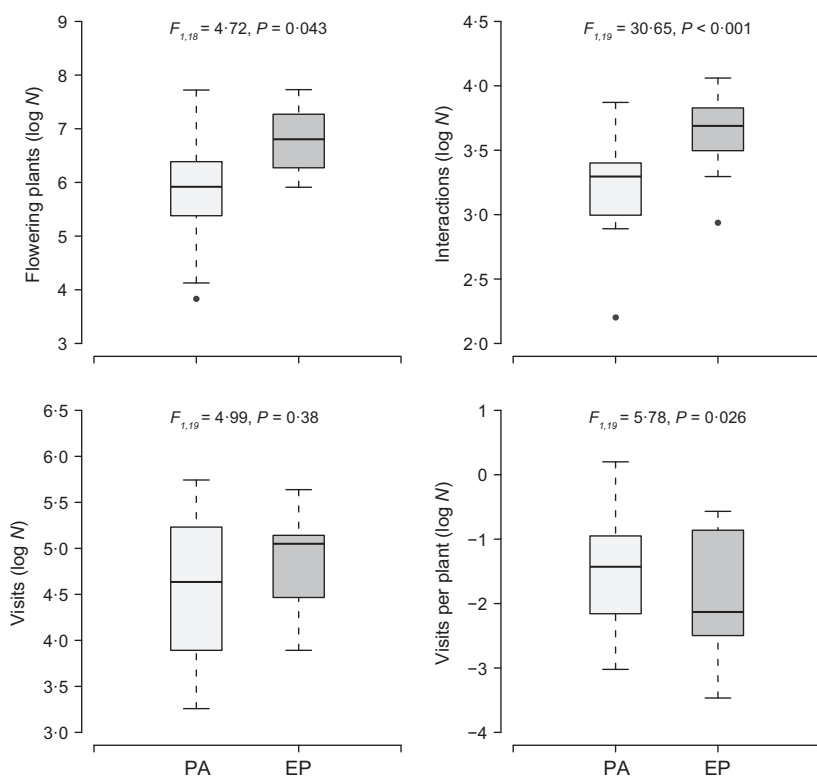 F1,18 = 4·72, P = 0·043
Flowering plants (log N)
9
8
7
6
5
4
3
F1,19 = 30·65, P < 0·001
Interactions (log N)
4·5
4·0
3·5
3·0
2·5
2·0
F1,19 = 4·99, P = 0·38
Visits (log N)
6·5
6·0
5·5
5·0
4·5
4·0
3·5
3·0
PA EP
F1,19 = 5·78, P = 0·026
Visits per plant (log N)
1
0
−1
−2
−3
−4
PA EP